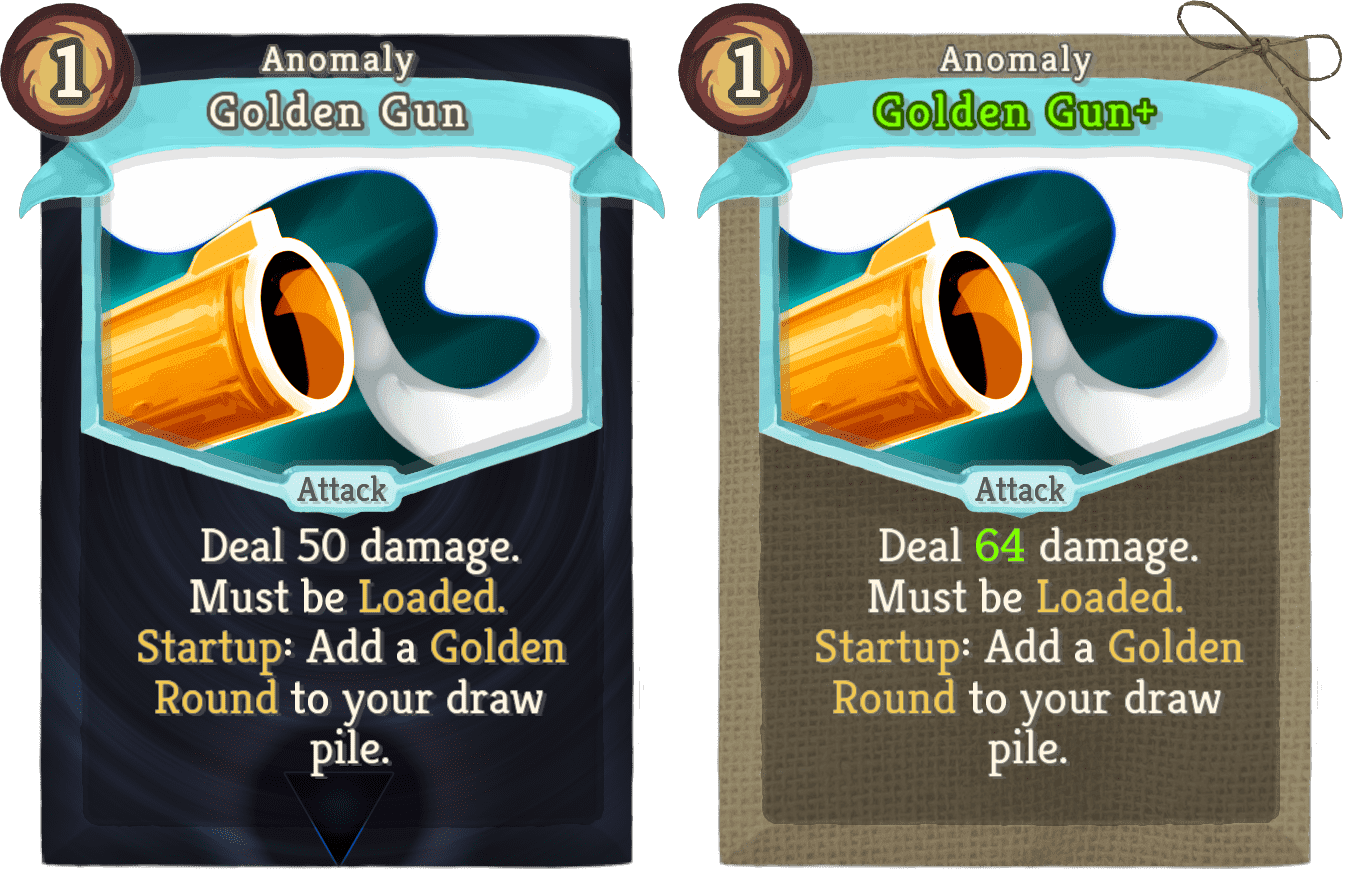 1
Anomaly
Golden Gun
Attack
Deal 50 damage.
Must be Loaded.
Startup: Add a Golden
Round to your draw
pile.
1
Anomaly
Golden Gun+
Attack
Deal 64 damage.
Must be Loaded.
Startup: Add a Golden
Round to your draw
pile.